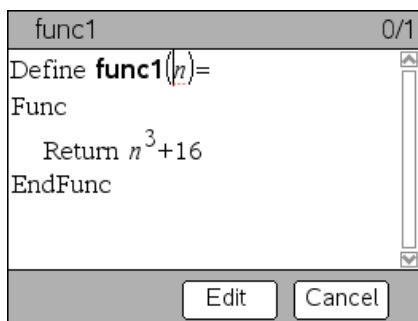 func1 0/1
Define func1(n)=
Func
Return n³+16
EndFunc
Edit Cancel